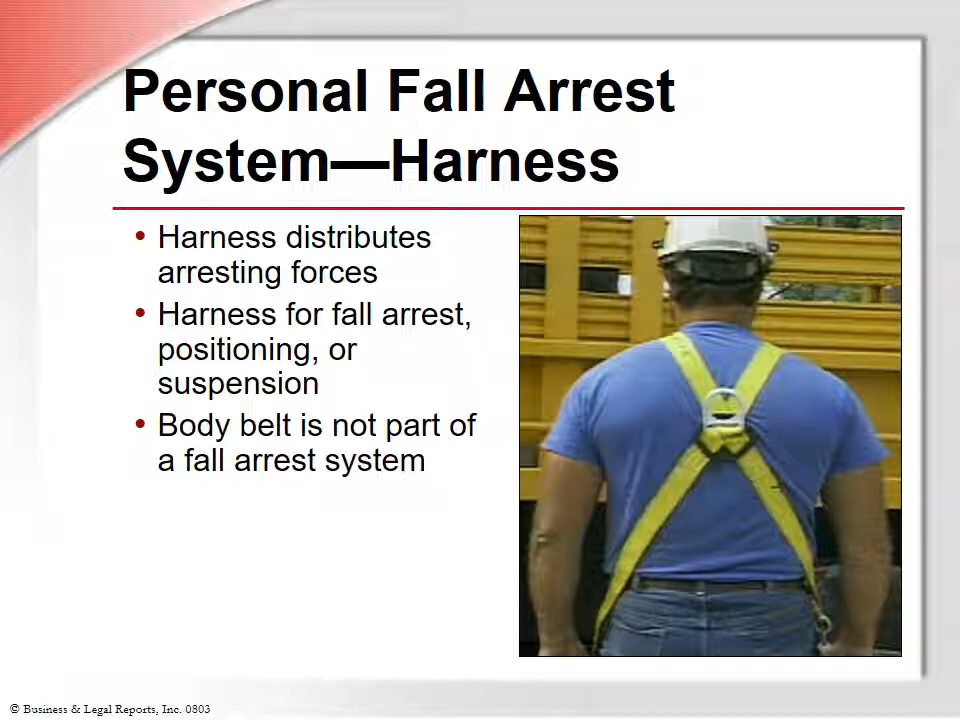 Personal Fall Arrest
System—Harness
• Harness distributes
arresting forces
• Harness for fall arrest,
positioning, or
suspension
• Body belt is not part of
a fall arrest system
© Business & Legal Reports, Inc. 0803